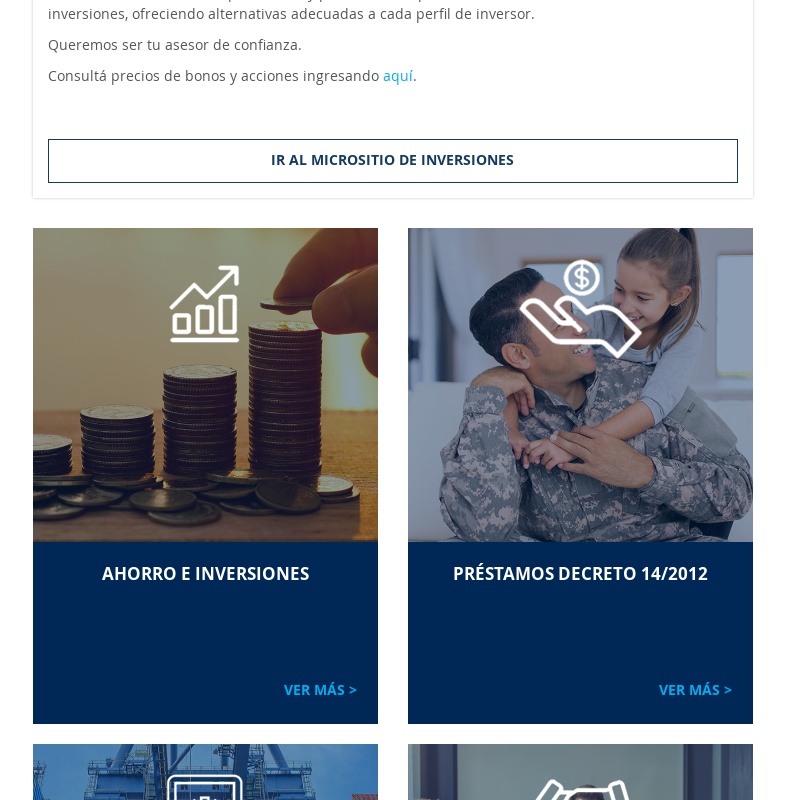 inversiones, ofreciendo alternativas adecuadas a cada perfil de inversor.
Queremos ser tu asesor de confianza.
Consultá precios de bonos y acciones ingresando aquí.
IR AL MICROSITIO DE INVERSIONES
AHORRO E INVERSIONES
VER MÁS >
PRÉSTAMOS DECRETO 14/2012
VER MÁS >